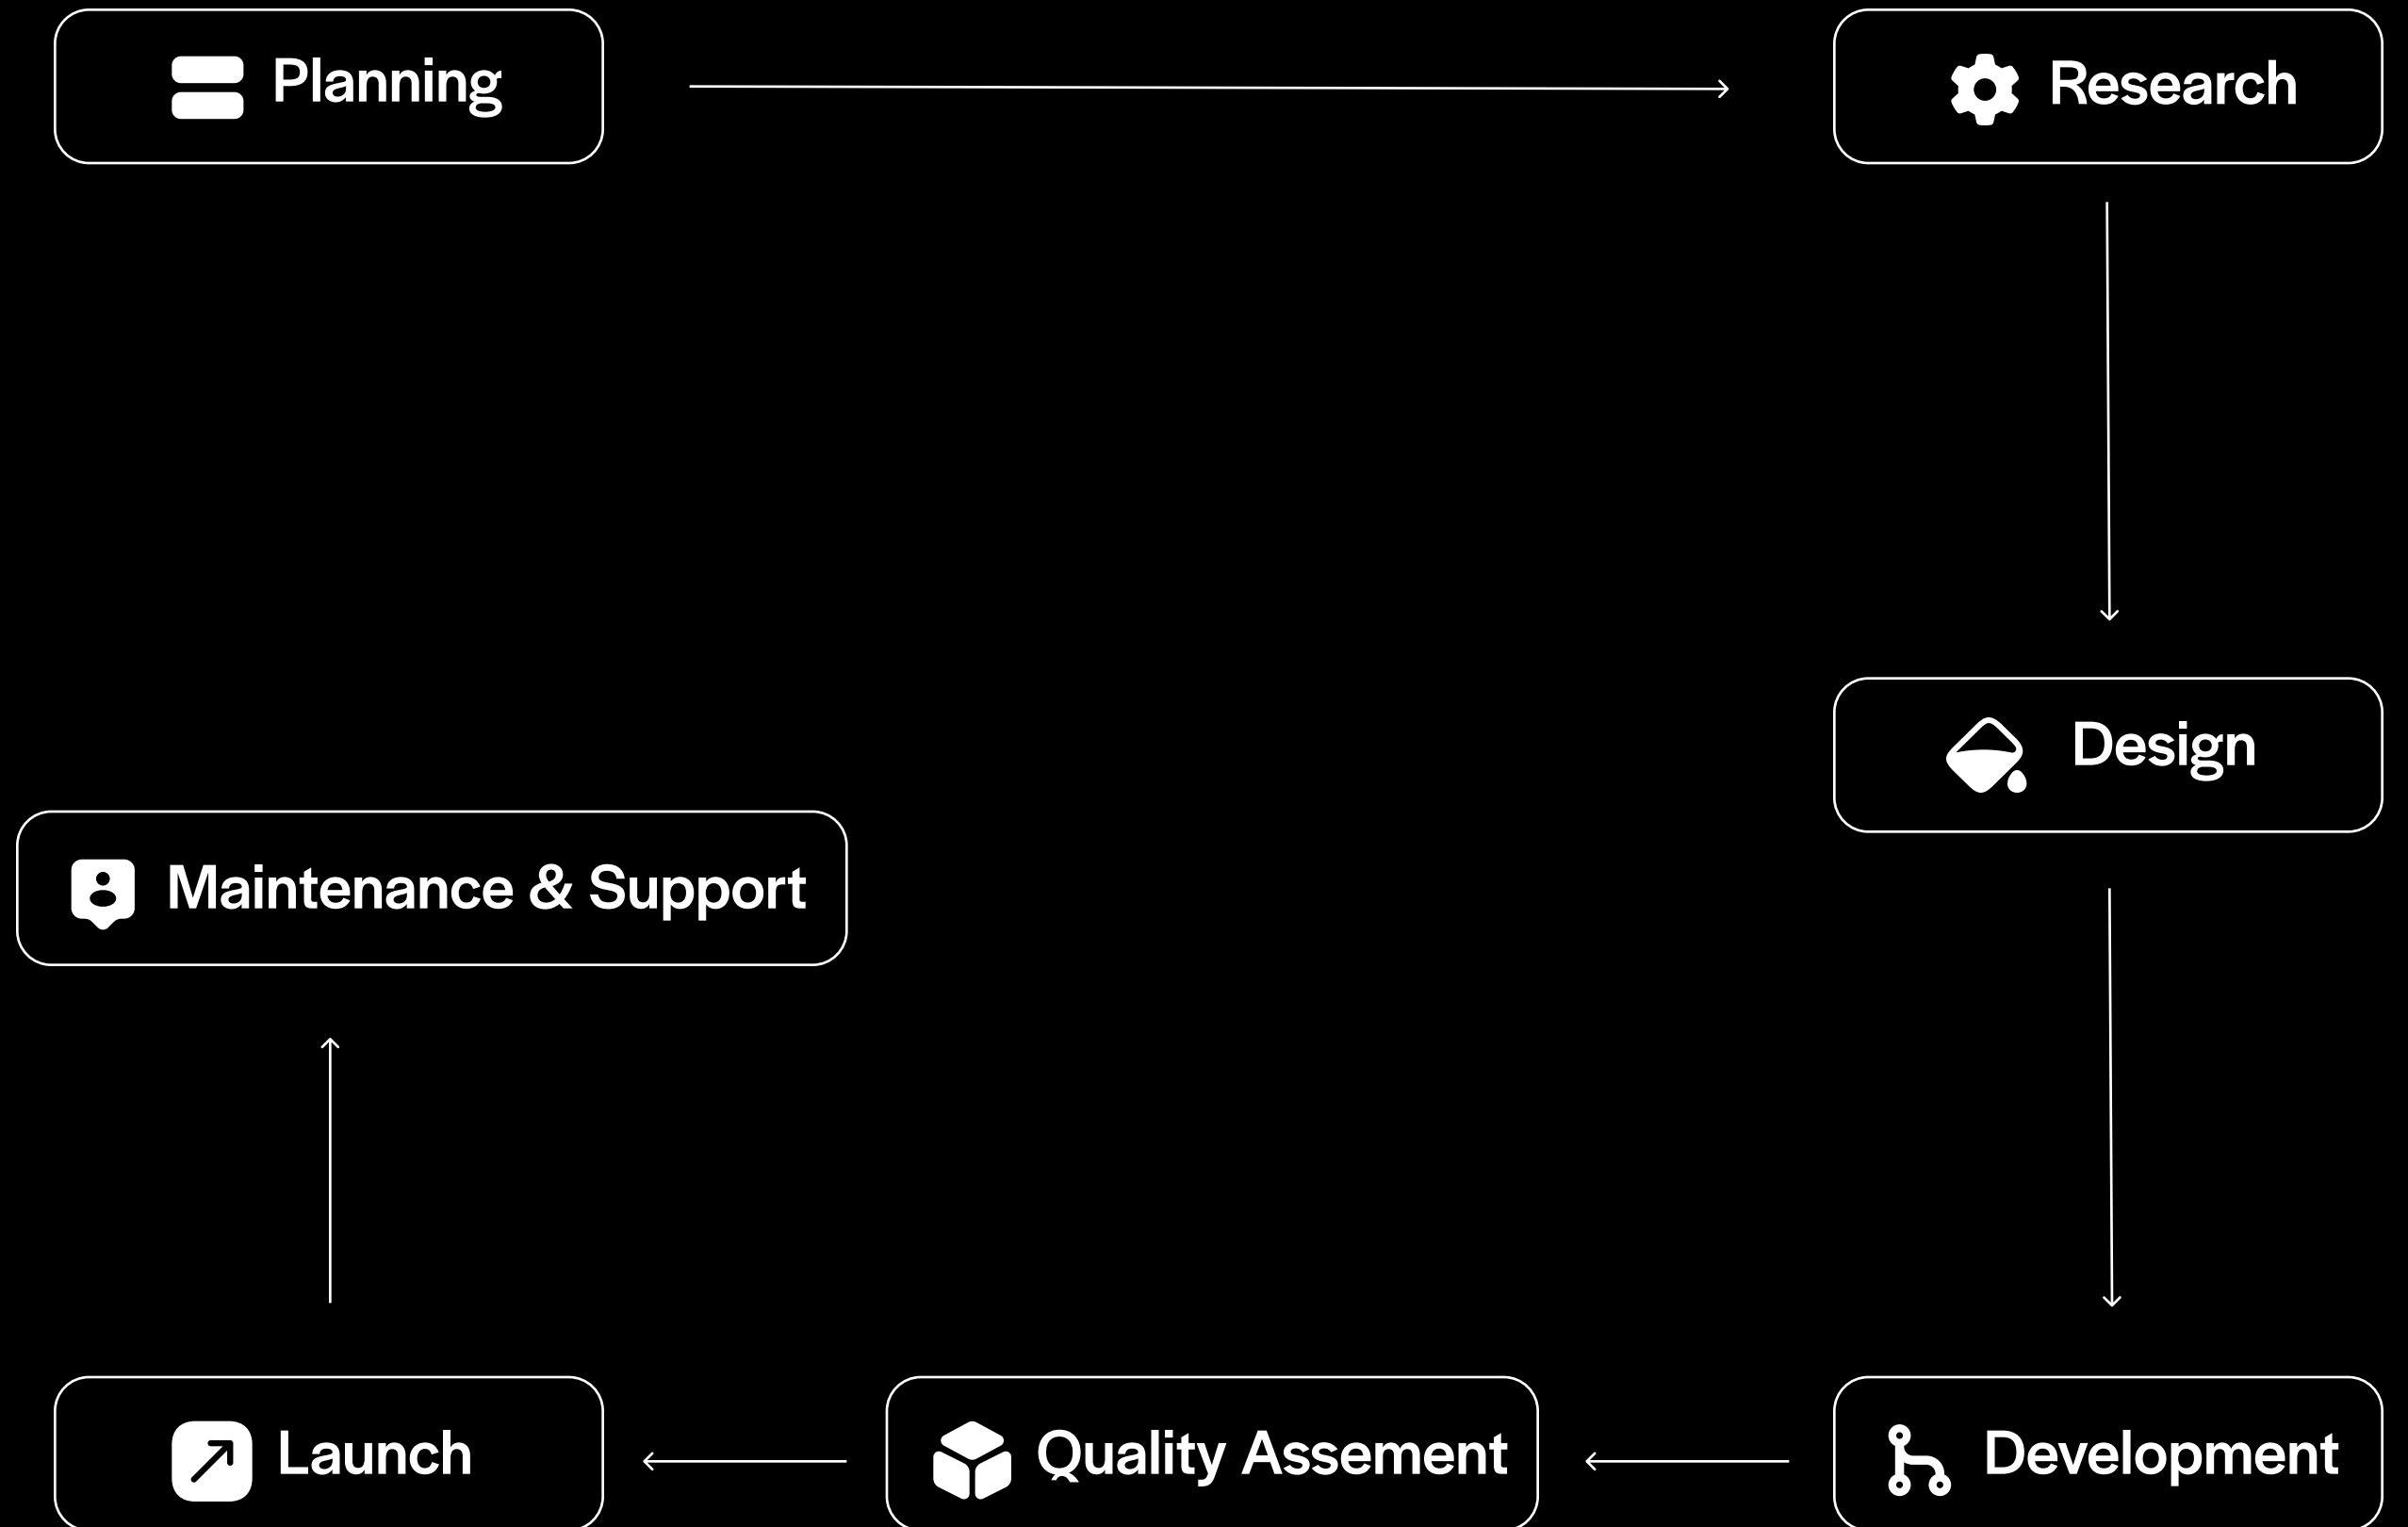 Planning
Research
Design
Maintenance & Support
Launch
Quality Assement
Development